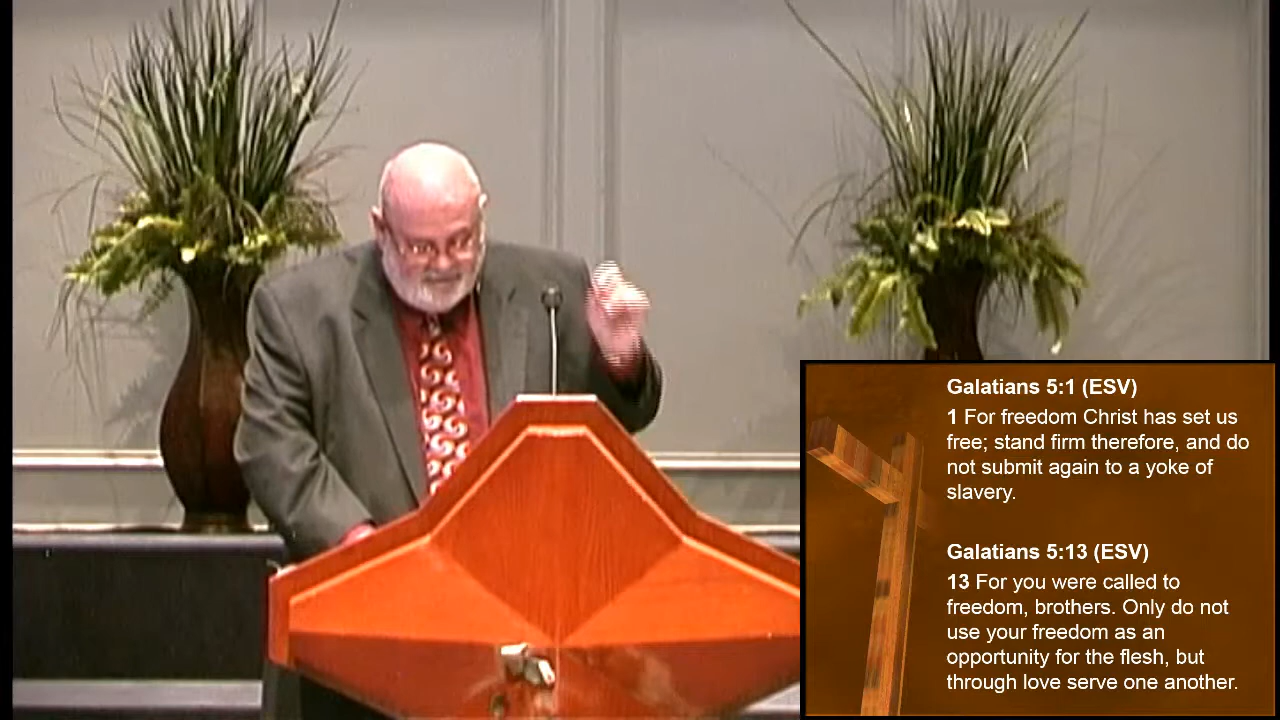 Galatians 5:1 (ESV)
1 For freedom Christ has set us
free; stand firm therefore, and do
not submit again to a yoke of
slavery.
Galatians 5:13 (ESV)
13 For you were called to
freedom, brothers. Only do not
use your freedom as an
opportunity for the flesh, but
through love serve one another.